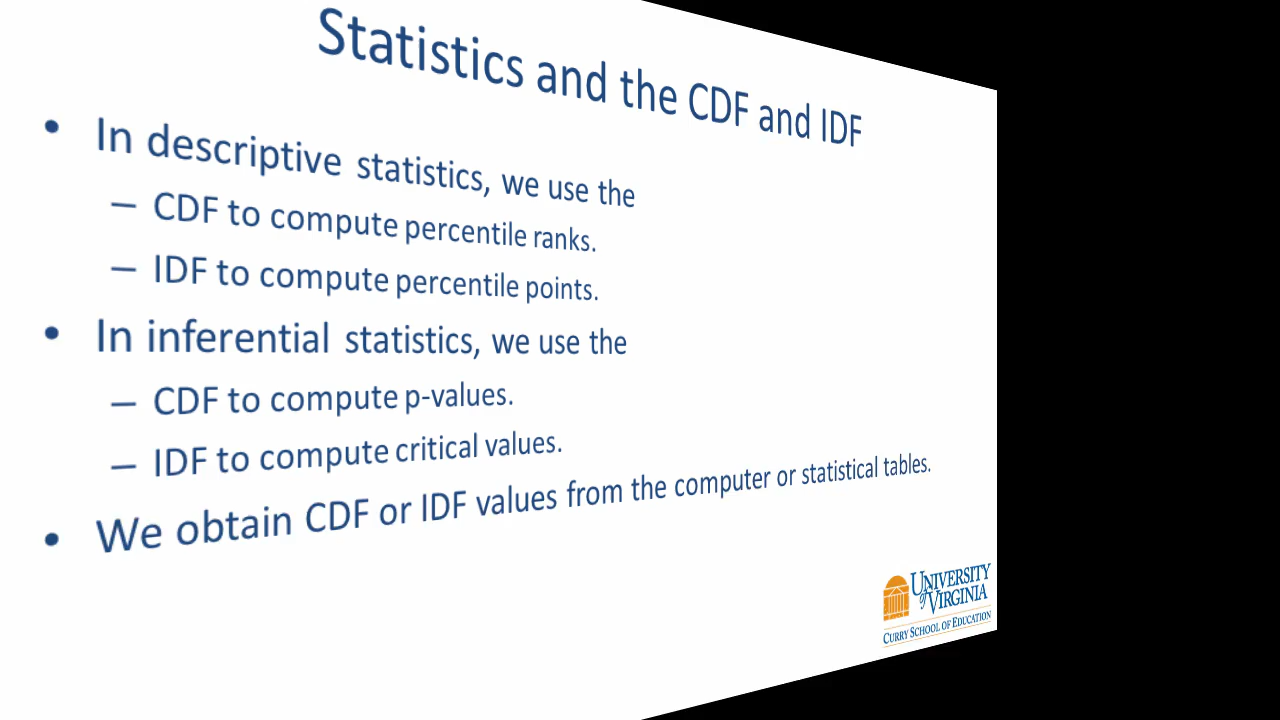 Statistics and the CDF and IDF
• In descriptive statistics, we use the
– CDF to compute percentile ranks.
– IDF to compute percentile points.
• In inferential statistics, we use the
– CDF to compute p-values.
– IDF to compute critical values.
• We obtain CDF or IDF values from the computer or statistical tables.
UNIVERSITY
of VIRGINIA
CURRY SCHOOL OF EDUCATION